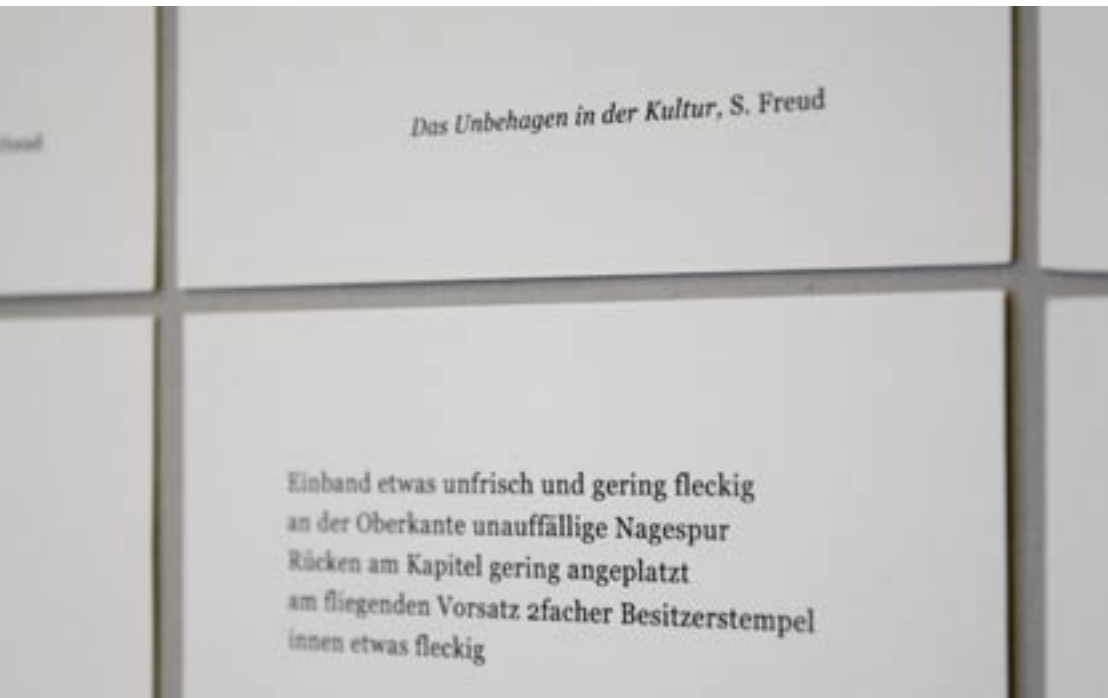 Freud
Das Unbehagen in der Kultur, S. Freud
Einband etwas unfrisch und gering fleckig
an der Oberkante unauffällige Nagespur
Rücken am Kapitel gering angeplatzt
am fliegenden Vorsatz 2facher Besitzerstempel
innen etwas fleckig